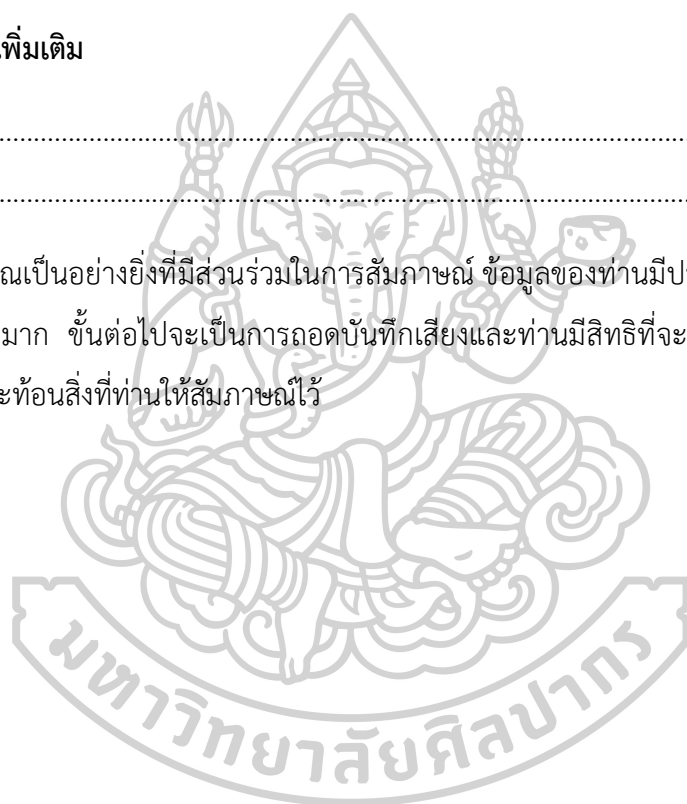 เพิ่มเติม
...........................................................................................................
...........................................................................................................
ณเป็นอย่างยิ่งที่มีส่วนร่วมในการสัมภาษณ์ ข้อมูลของท่านมีป
มาก ขั้นต่อไปจะเป็นการถอดบันทึกเสียงและท่านมีสิทธิที่จะ
ะท้อนสิ่งที่ท่านให้สัมภาษณ์ไว้
มหาวิทยาลัยศิลปากร